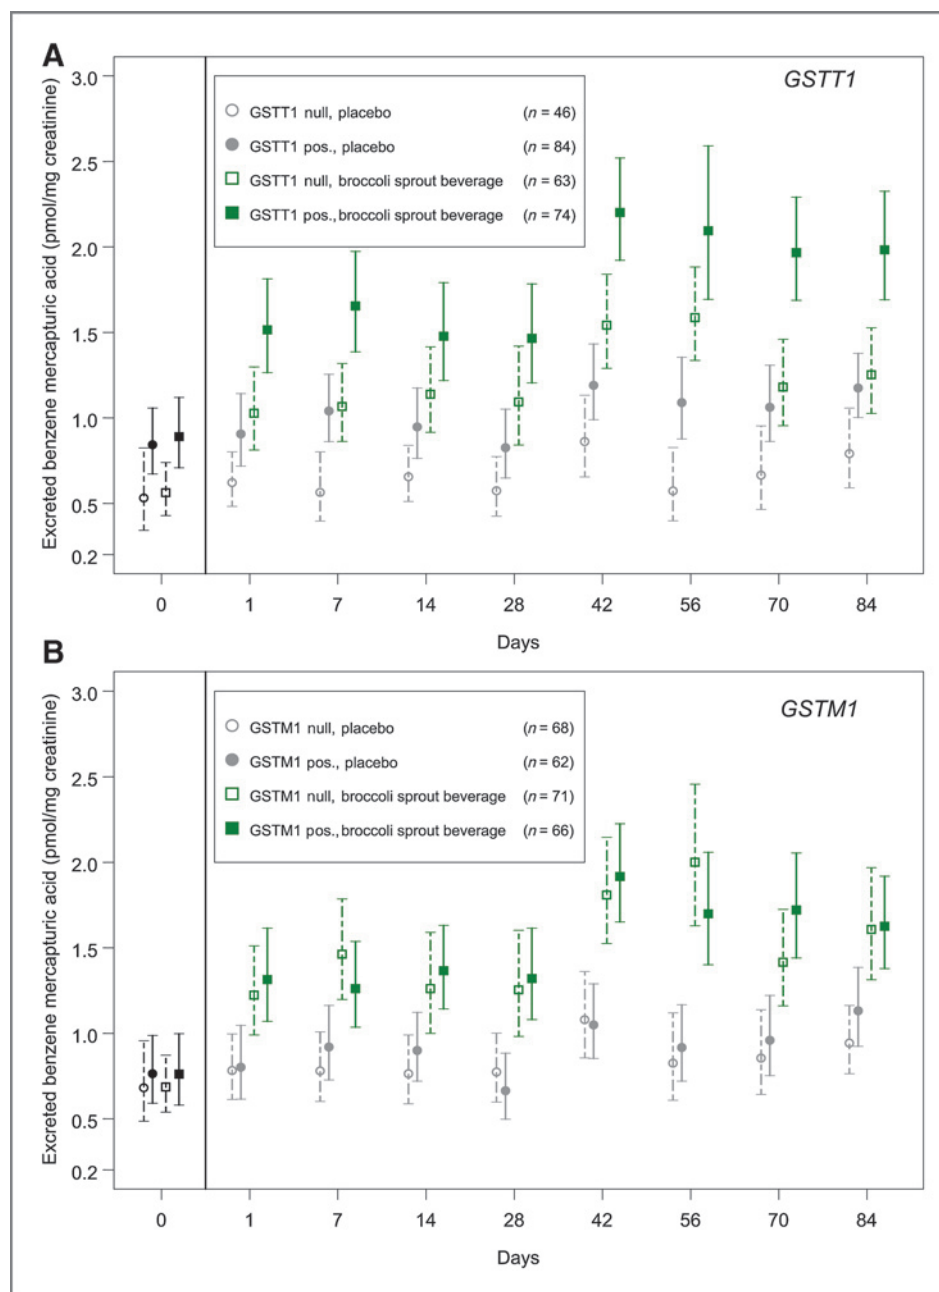 A
GSTT1
GSTT1 null, placebo (n = 46)
GSTT1 pos., placebo (n = 84)
GSTT1 null, broccoli sprout beverage (n = 63)
GSTT1 pos., broccoli sprout beverage (n = 74)
Excreted benzene mercapturic acid (pmol/mg creatinine)
3.0
2.5
2.0
1.5
1.0
0.5
0.2
0 1 7 14 28 42 56 70 84
Days
B
GSTM1
GSTM1 null, placebo (n = 68)
GSTM1 pos., placebo (n = 62)
GSTM1 null, broccoli sprout beverage (n = 71)
GSTM1 pos., broccoli sprout beverage (n = 66)
Excreted benzene mercapturic acid (pmol/mg creatinine)
3.0
2.5
2.0
1.5
1.0
0.5
0.2
0 1 7 14 28 42 56 70 84
Days